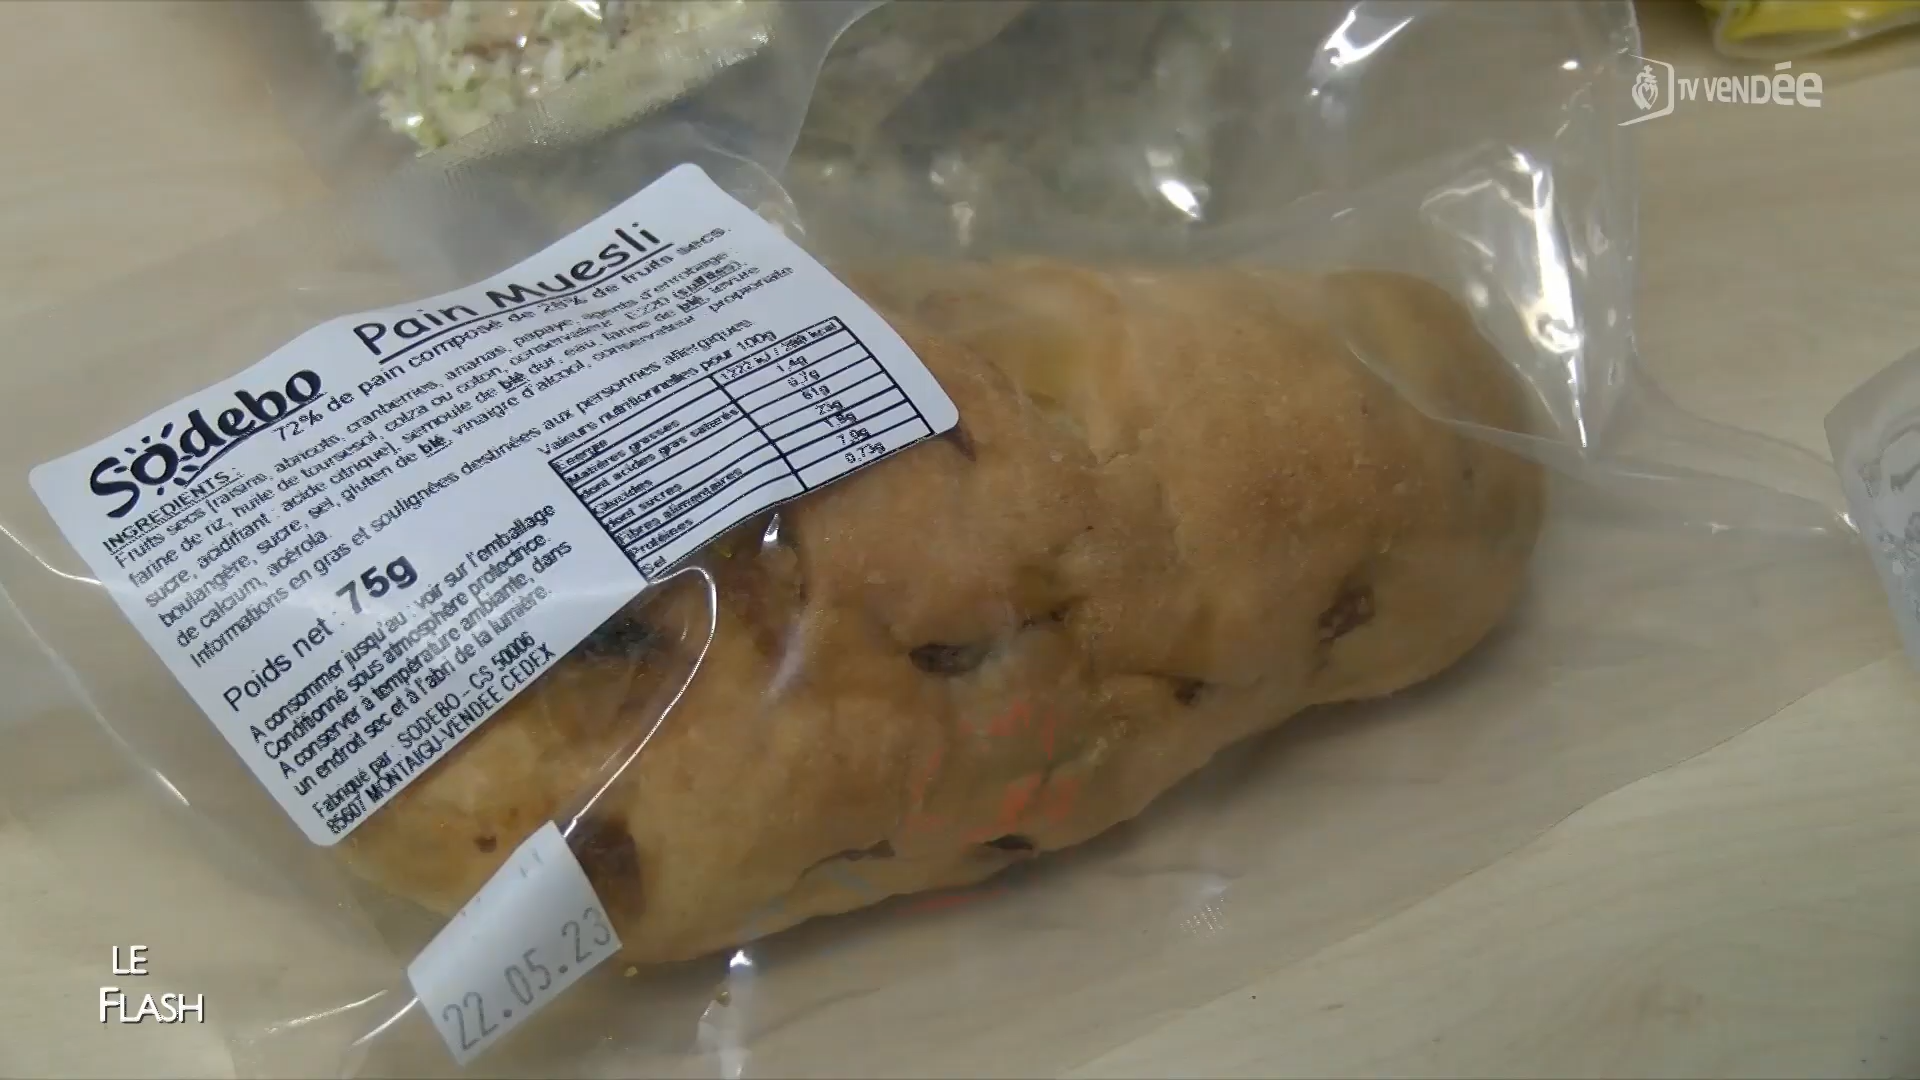 TV VENDÉE
Sodebo
Pain Muesli
72% de pain composé de 28% de fruits secs.
INGREDIENTS :
Fruits secs [raisins, abricots, cranberries, ananas, papaye, agents d'enrobage
farine de riz, huile de tournesol, colza ou coton, conservateur : E220 (sulfites),
sucre, acidifiant : acide citrique], semoule de blé dur, eau, farine de blé, levure
boulangère, sucre, sel, gluten de blé, vinaigre d'alcool, conservateur : propionate
de calcium, acérola.
Informations en gras et soulignées destinées aux personnes allergiques
Poids net : 75g
A consommer jusqu'au : voir sur l'emballage
Conditionné sous atmosphère protectrice.
A conserver à température ambiante, dans
un endroit sec et à l'abri de la lumière.
Fabriqué par : SODEBO - CS 50006
85607 MONTAIGU-VENDEE CEDEX
Valeurs nutritionnelles pour 100g
Energie
Matières grasses 1,4g
dont acides gras saturés 0,7g
Glucides 61g
dont sucres 23g
Fibres alimentaires
Protéines 7,9g
Sel 0,73g
22.05.23
LE
FLASH